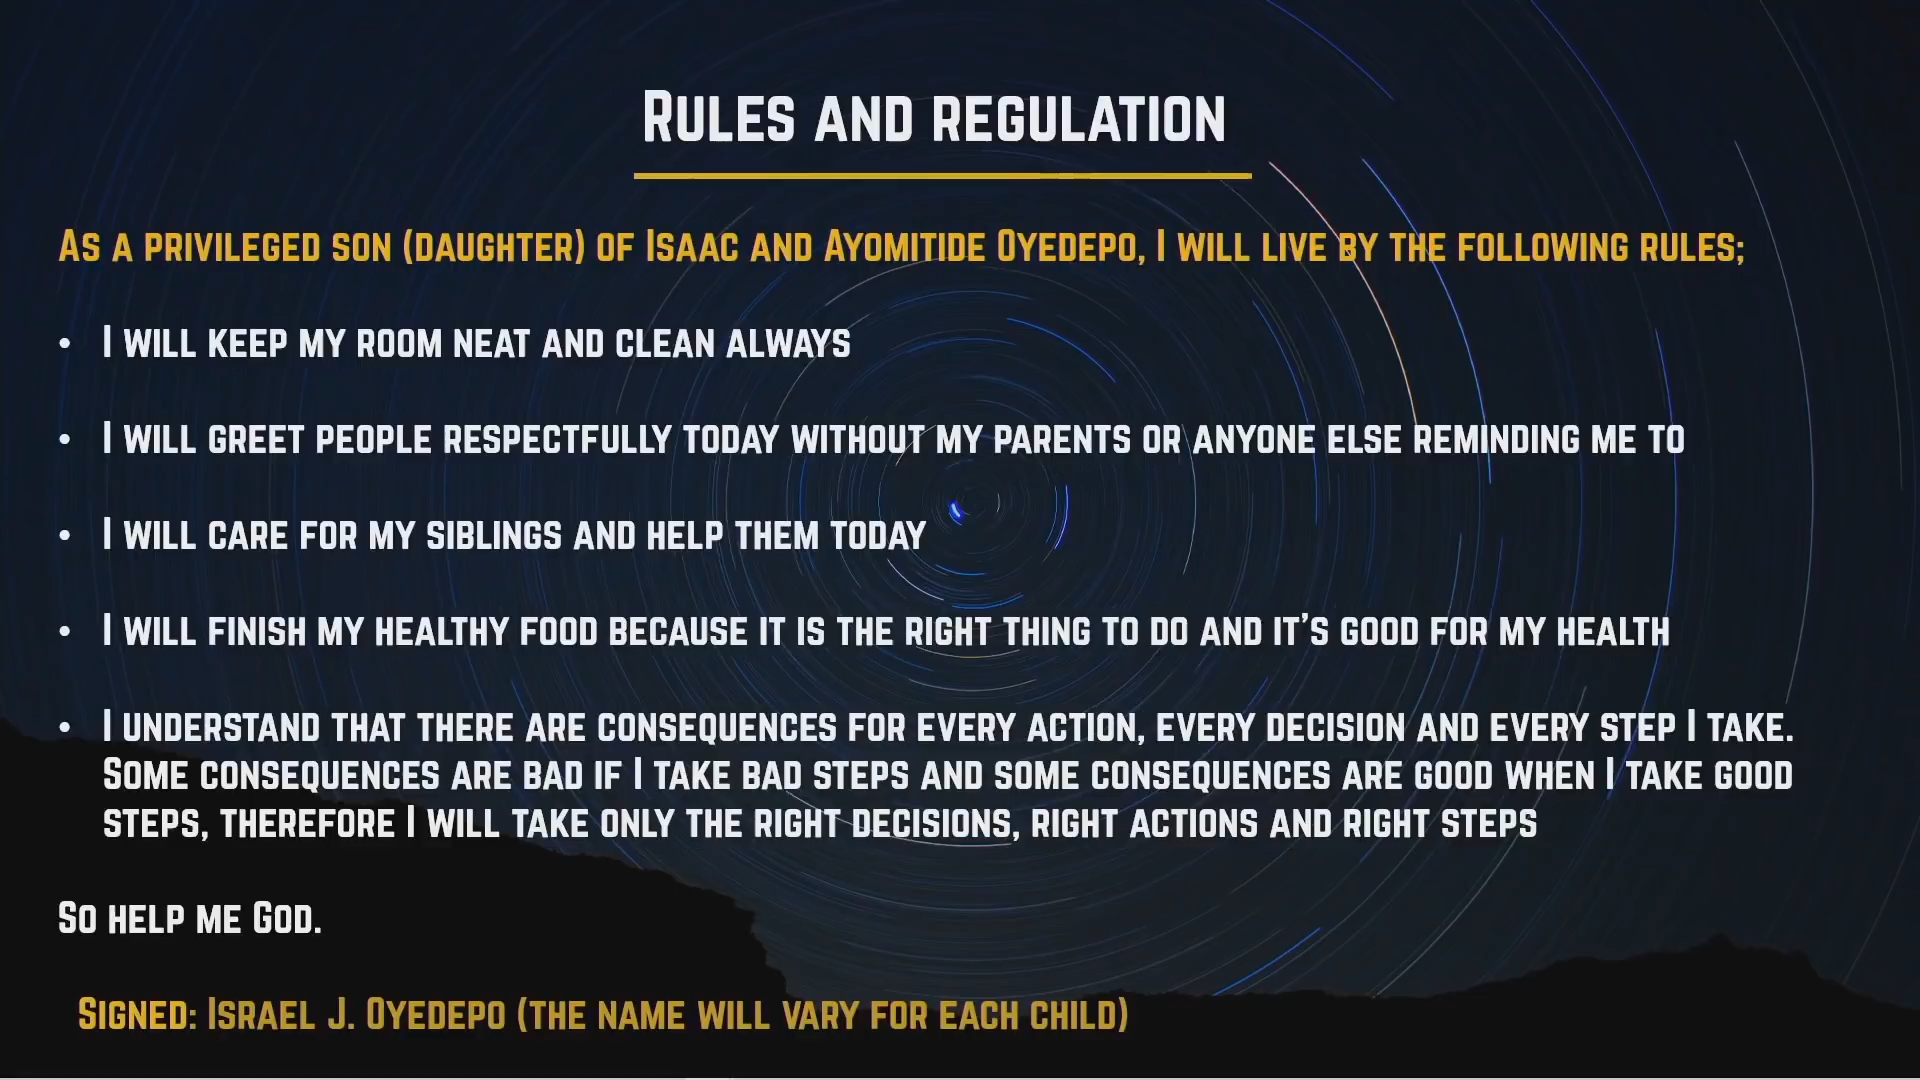 Rules and regulation
As a privileged son (daughter) of Isaac and Ayomitide Oyedepo, I will live by the following rules;
• I will keep my room neat and clean always
• I will greet people respectfully today without my parents or anyone else reminding me to
• I will care for my siblings and help them today
• I will finish my healthy food because it is the right thing to do and it's good for my health
• I understand that there are consequences for every action, every decision and every step I take.
Some consequences are bad if I take bad steps and some consequences are good when I take good
steps, therefore I will take only the right decisions, right actions and right steps
So help me God.
Signed: Israel J. Oyedepo (the name will vary for each child)